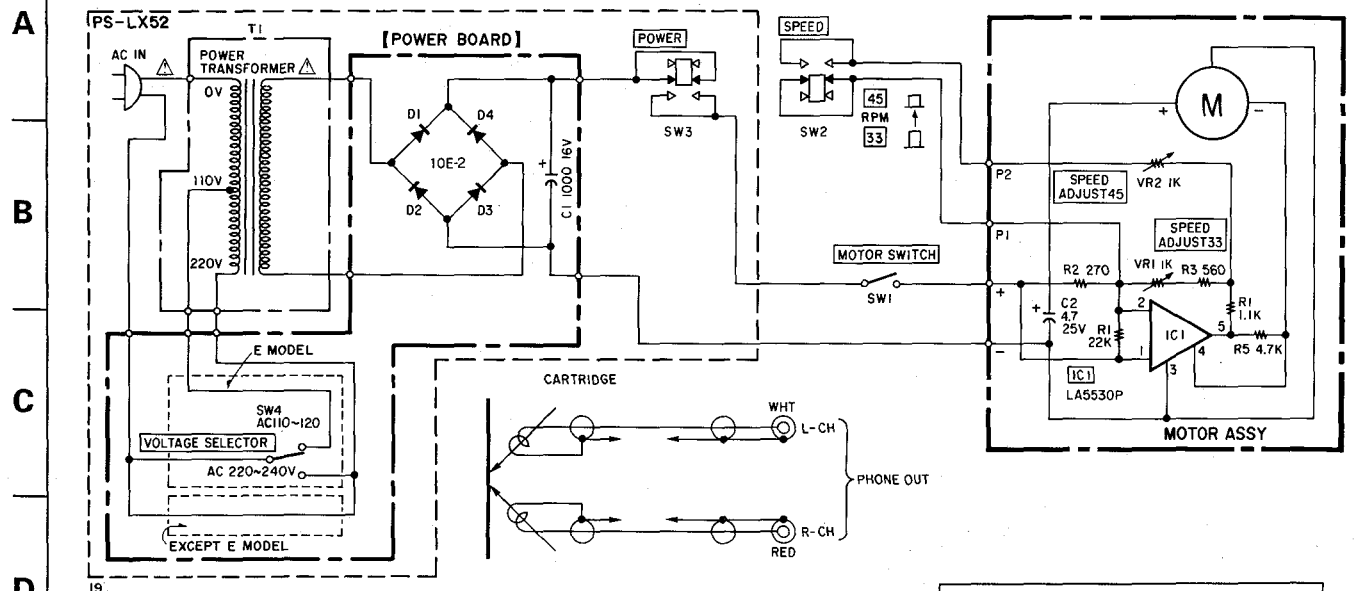 A
PS-LX52
T1
AC IN
POWER
TRANSFORMER
0V
110V
220V
[POWER BOARD]
D1
D4
10E-2
D2
D3
+
C1 1000 16V
POWER
SW3
SPEED
SW2
45
RPM
33
M
+
-
B
P2
SPEED
ADJUST45
VR2 1K
P1
SPEED
ADJUST33
MOTOR SWITCH
SW1
+
R2 270
VR1 1K
R3 560
+
C2
4.7
25V
R1
22K
2
1
IC1
5
4
3
R1
1.1K
R5 4.7K
-
IC1
LA5530P
MOTOR ASSY
C
E MODEL
SW4
AC110~120
VOLTAGE SELECTOR
AC 220~240V
EXCEPT E MODEL
CARTRIDGE
WHT
L-CH
PHONE OUT
R-CH
RED
D
19.